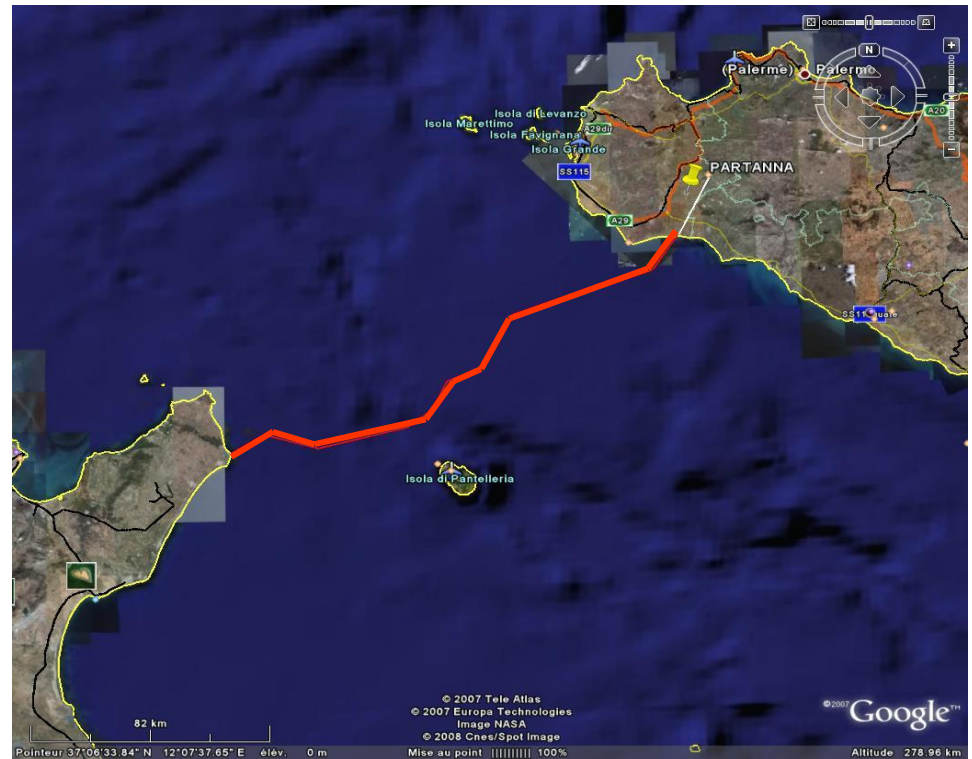 N
(Palerme)
Palermo
A20
Isola di Levanzo
Isola Marettimo
A29dir
Isola Favignana
Isola Grande
SS115
PARTANNA
A29
Isola di Pantelleria
82 km
© 2007 Tele Atlas
© 2007 Europa Technologies
Image NASA
© 2008 Cnes/Spot Image
©2007 Google™
Pointeur 37°06'33.84" N 12°07'37.65" E élév. 0 m
Mise au point |||||||||| 100%
Altitude 278.96 km